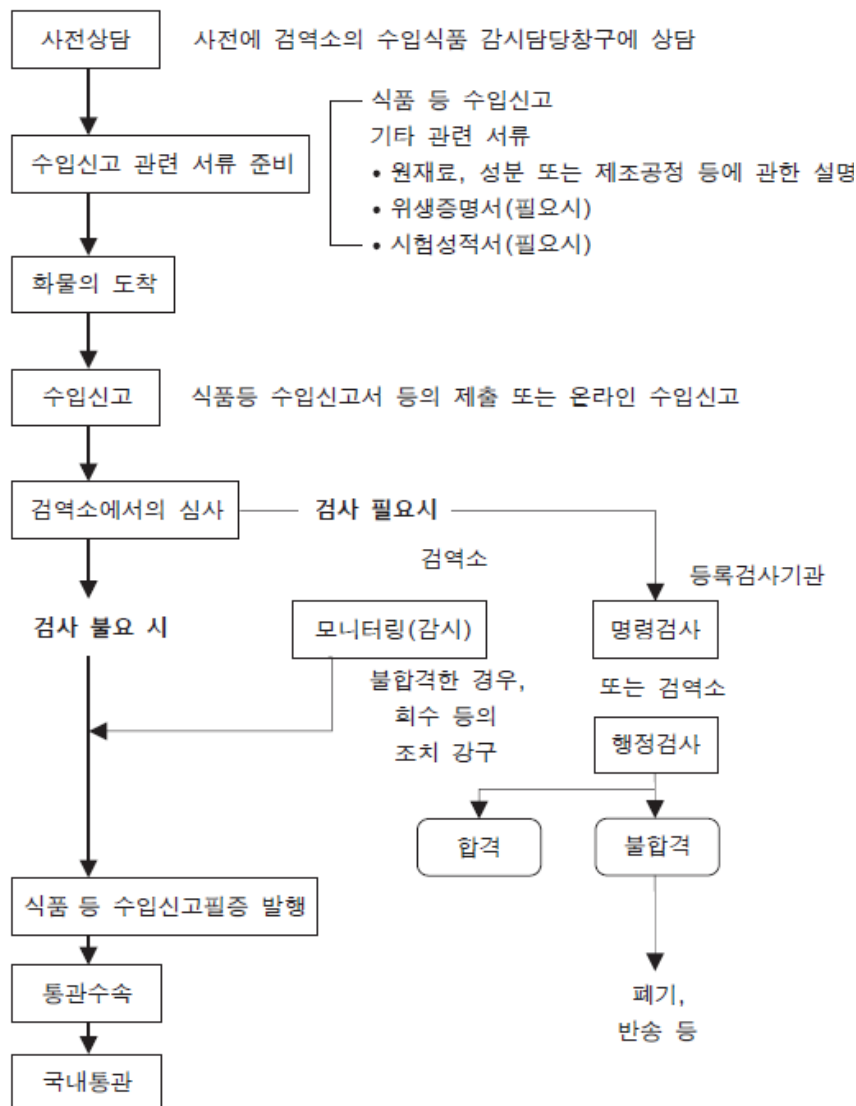 사전상담
사전에 검역소의 수입식품 감시담당창구에 상담
식품 등 수입신고
기타 관련 서류
수입신고 관련 서류 준비
• 원재료, 성분 또는 제조공정 등에 관한 설명
• 위생증명서(필요시)
• 시험성적서(필요시)
화물의 도착
수입신고
식품등 수입신고서 등의 제출 또는 온라인 수입신고
검역소에서의 심사
검사 필요시
검역소
등록검사기관
검사 불요 시
모니터링(감시)
명령검사
불합격한 경우,
회수 등의
조치 강구
또는 검역소
행정검사
합격
불합격
식품 등 수입신고필증 발행
통관수속
폐기,
반송 등
국내통관